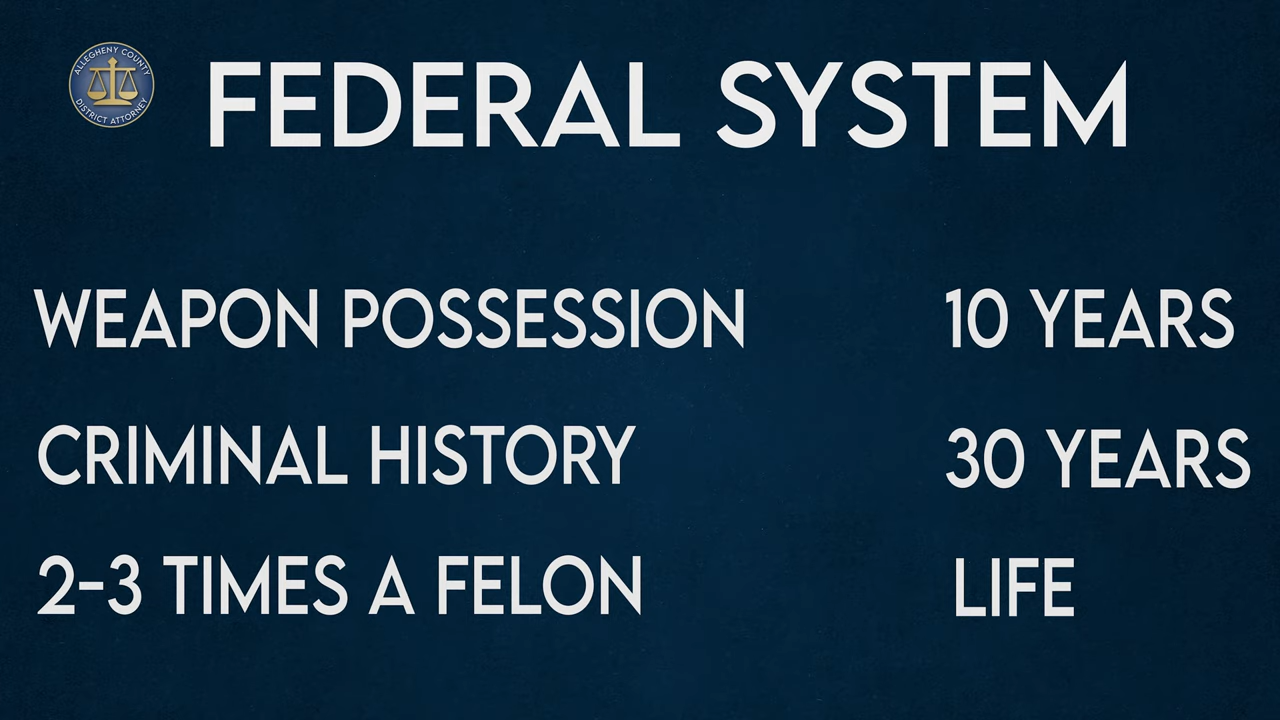 ALLEGHENY COUNTY
DISTRICT ATTORNEY
FEDERAL SYSTEM
WEAPON POSSESSION 10 YEARS
CRIMINAL HISTORY 30 YEARS
2-3 TIMES A FELON LIFE